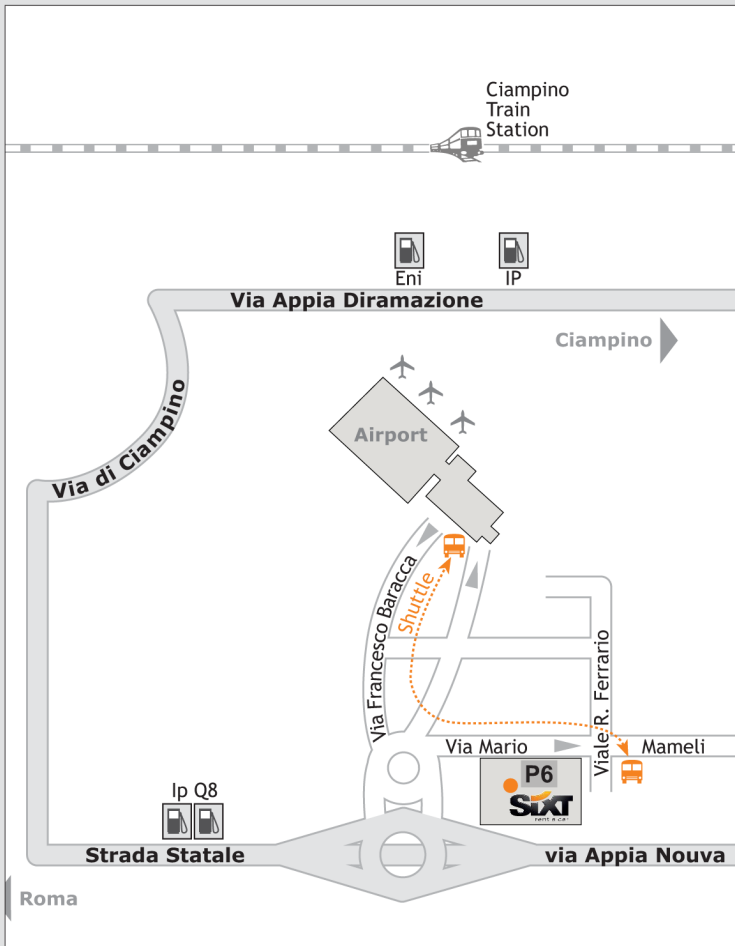 Ciampino
Train
Station
Eni
IP
Via Appia Diramazione
Ciampino
Via di Ciampino
Airport
Via Francesco Baracca
Shuttle
Viale R. Ferrario
Via Mario
Mameli
P6
SIXT
rent a car
Ip Q8
Strada Statale
via Appia Nouva
Roma